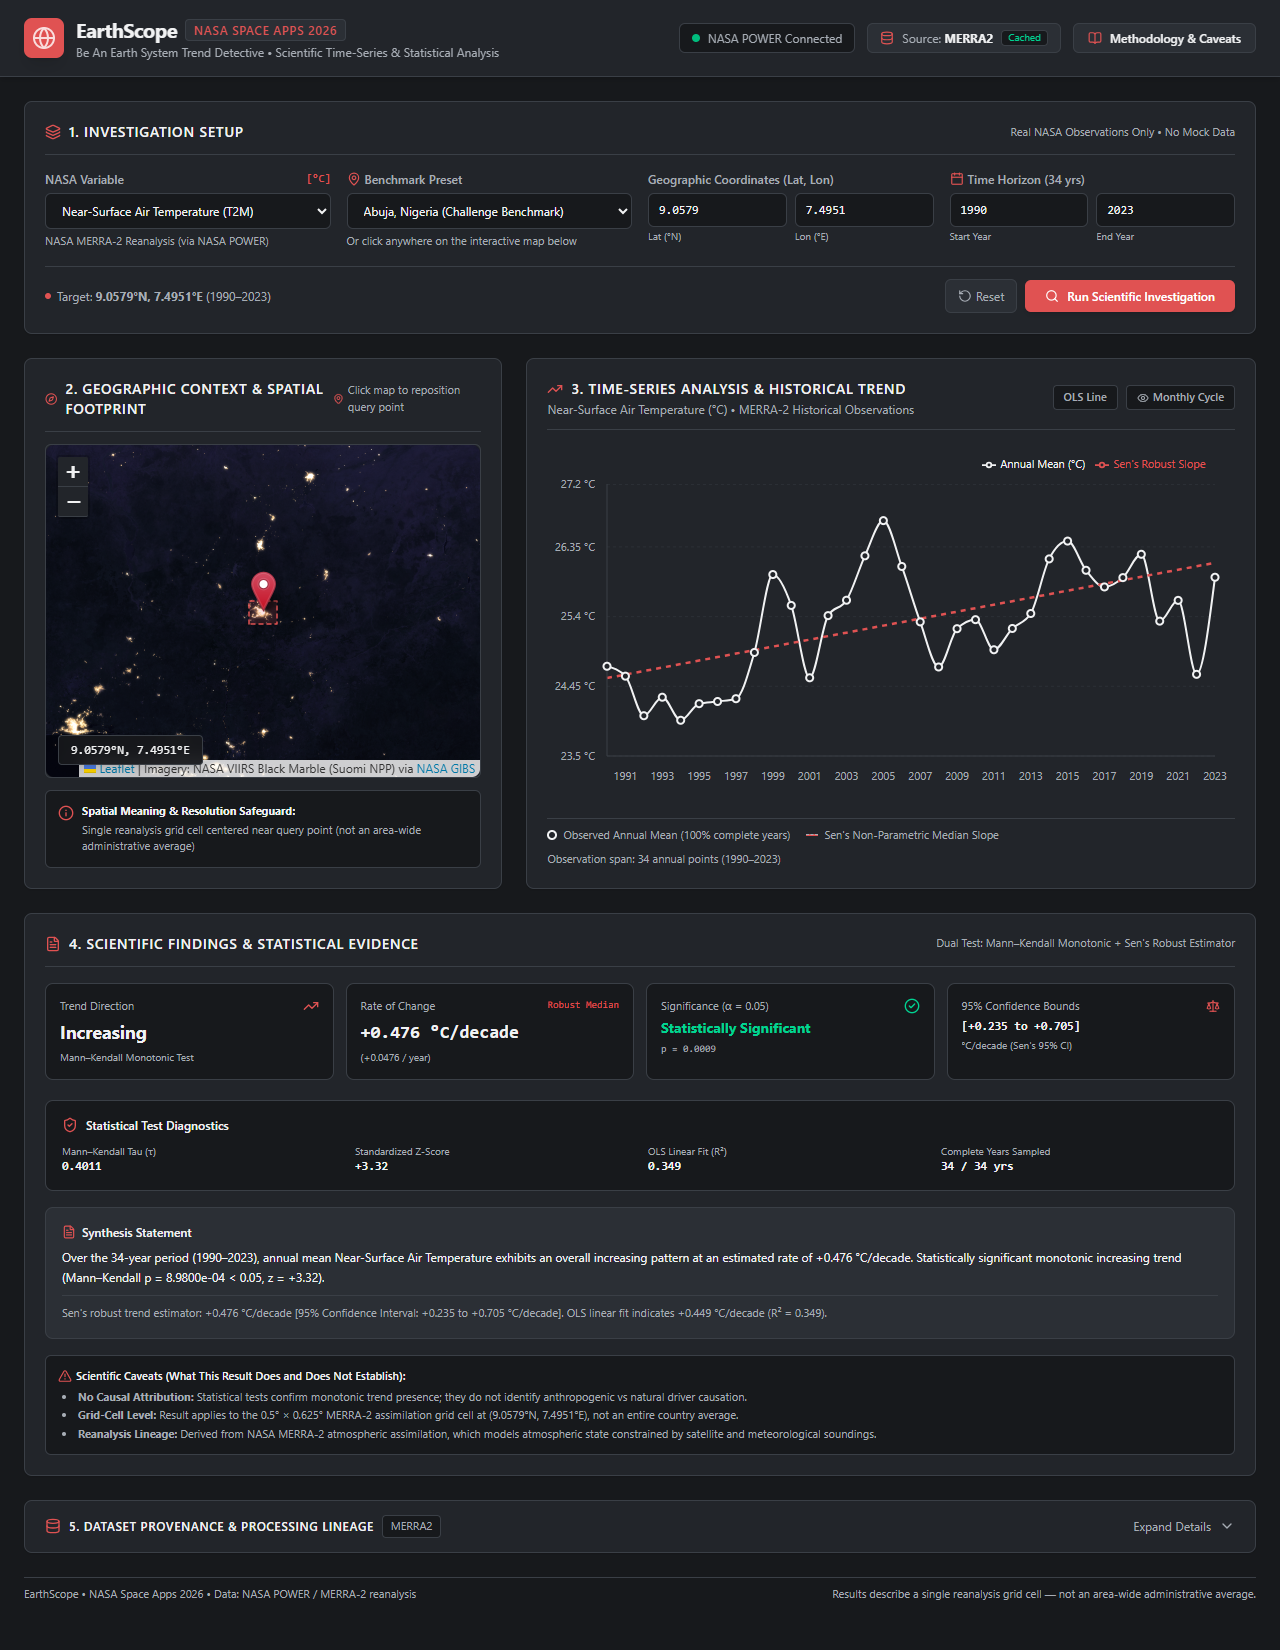 EarthScope NASA SPACE APPS 2026
Be An Earth System Trend Detective • Scientific Time-Series & Statistical Analysis
NASA POWER Connected
Source: MERRA2 Cached
Methodology & Caveats
1. INVESTIGATION SETUP
Real NASA Observations Only • No Mock Data
NASA Variable [°C]
Near-Surface Air Temperature (T2M)
NASA MERRA-2 Reanalysis (via NASA POWER)
Benchmark Preset
Abuja, Nigeria (Challenge Benchmark)
Or click anywhere on the interactive map below
Geographic Coordinates (Lat, Lon)
9.0579 7.4951
Lat (°N) Lon (°E)
Time Horizon (34 yrs)
1990 2023
Start Year End Year
Target: 9.0579°N, 7.4951°E (1990–2023)
Reset
Run Scientific Investigation
2. GEOGRAPHIC CONTEXT & SPATIAL
FOOTPRINT
Click map to reposition
query point
+
−
9.0579°N, 7.4951°E
Leaflet | Imagery: NASA VIIRS Black Marble (Suomi NPP) via NASA GIBS
Spatial Meaning & Resolution Safeguard:
Single reanalysis grid cell centered near query point (not an area-wide
administrative average)
3. TIME-SERIES ANALYSIS & HISTORICAL TREND
Near-Surface Air Temperature (°C) • MERRA-2 Historical Observations
OLS Line
Monthly Cycle
Annual Mean (°C) Sen's Robust Slope
27.2 °C
26.35 °C
25.4 °C
24.45 °C
23.5 °C
1991 1993 1995 1997 1999 2001 2003 2005 2007 2009 2011 2013 2015 2017 2019 2021 2023
Observed Annual Mean (100% complete years) Sen's Non-Parametric Median Slope
Observation span: 34 annual points (1990–2023)
4. SCIENTIFIC FINDINGS & STATISTICAL EVIDENCE
Dual Test: Mann–Kendall Monotonic + Sen's Robust Estimator
Trend Direction
Increasing
Mann–Kendall Monotonic Test
Rate of Change Robust Median
+0.476 °C/decade
(+0.0476 / year)
Significance (α = 0.05)
Statistically Significant
p = 0.0009
95% Confidence Bounds
[+0.235 to +0.705]
°C/decade (Sen's 95% CI)
Statistical Test Diagnostics
Mann–Kendall Tau (τ)
0.4011
Standardized Z-Score
+3.32
OLS Linear Fit (R²)
0.349
Complete Years Sampled
34 / 34 yrs
Synthesis Statement
Over the 34-year period (1990–2023), annual mean Near-Surface Air Temperature exhibits an overall increasing pattern at an estimated rate of +0.476 °C/decade. Statistically significant monotonic increasing trend
(Mann–Kendall p = 8.9800e-04 < 0.05, z = +3.32).
Sen's robust trend estimator: +0.476 °C/decade [95% Confidence Interval: +0.235 to +0.705 °C/decade]. OLS linear fit indicates +0.449 °C/decade (R² = 0.349).
Scientific Caveats (What This Result Does and Does Not Establish):
• No Causal Attribution: Statistical tests confirm monotonic trend presence; they do not identify anthropogenic vs natural driver causation.
• Grid-Cell Level: Result applies to the 0.5° × 0.625° MERRA-2 assimilation grid cell at (9.0579°N, 7.4951°E), not an entire country average.
• Reanalysis Lineage: Derived from NASA MERRA-2 atmospheric assimilation, which models atmospheric state constrained by satellite and meteorological soundings.
5. DATASET PROVENANCE & PROCESSING LINEAGE MERRA2
Expand Details
EarthScope • NASA Space Apps 2026 • Data: NASA POWER / MERRA-2 reanalysis
Results describe a single reanalysis grid cell — not an area-wide administrative average.